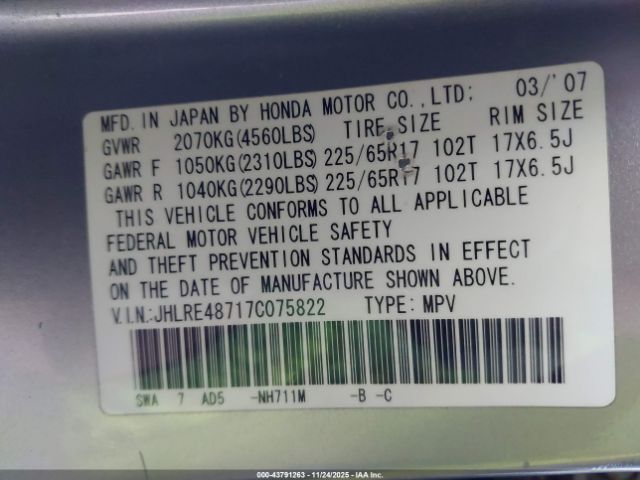 MFD. IN JAPAN BY HONDA MOTOR CO., LTD; 03/'07
GVWR 2070KG(4560LBS) TIRE SIZE RIM SIZE
GAWR F 1050KG(2310LBS) 225/65R17 102T 17X6.5J
GAWR R 1040KG(2290LBS) 225/65R17 102T 17X6.5J
THIS VEHICLE CONFORMS TO ALL APPLICABLE
FEDERAL MOTOR VEHICLE SAFETY
AND THEFT PREVENTION STANDARDS IN EFFECT
ON THE DATE OF MANUFACTURE SHOWN ABOVE.
V.I.N.:JHLRE48717C075822 TYPE: MPV
SWA 7 AD5 -NH711M -B -C
000-43791263 - 11/24/2025 - IAA Inc.